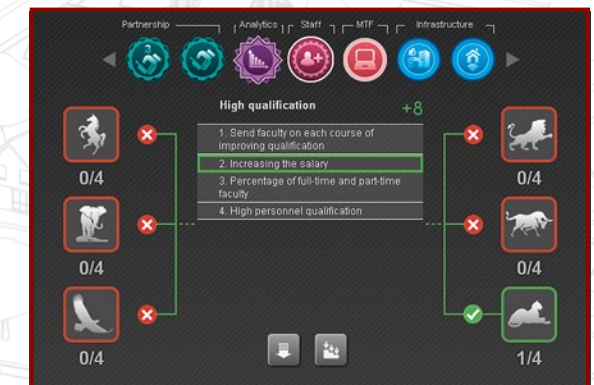 Partnership
Analytics
Staff
MTF
Infrastructure
High qualification
+8
1. Send faculty on each course of
improving qualification
2. Increasing the salary
3. Percentage of full-time and part-time
faculty
4. High personnel qualification
0/4
0/4
0/4
0/4
0/4
1/4